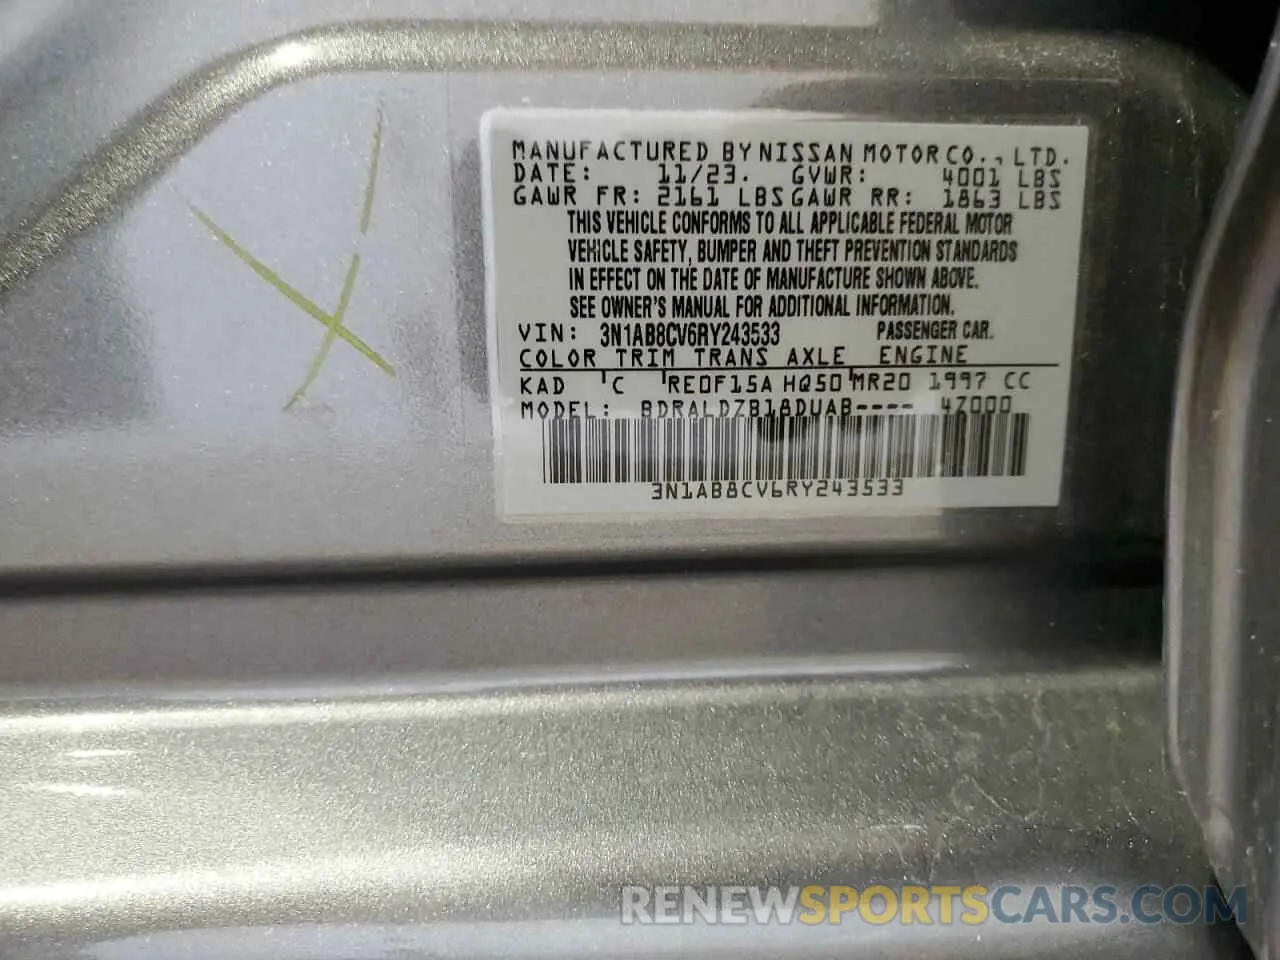 MANUFACTURED BY NISSAN MOTOR CO., LTD.
DATE: 11/23. GVWR: 4001 LBS
GAWR FR: 2161 LBS GAWR RR: 1863 LBS
THIS VEHICLE CONFORMS TO ALL APPLICABLE FEDERAL MOTOR
VEHICLE SAFETY, BUMPER AND THEFT PREVENTION STANDARDS
IN EFFECT ON THE DATE OF MANUFACTURE SHOWN ABOVE.
SEE OWNER'S MANUAL FOR ADDITIONAL INFORMATION.
VIN: 3N1AB8CV6RY243533 PASSENGER CAR.
COLOR TRIM TRANS AXLE ENGINE
KAD C RE0F15A HQ50 MR20 1997 CC
MODEL: BDRALDZB18DUAB---- 4Z000
3N1AB8CV6RY243533
RENEWSPORTSCARS.COM